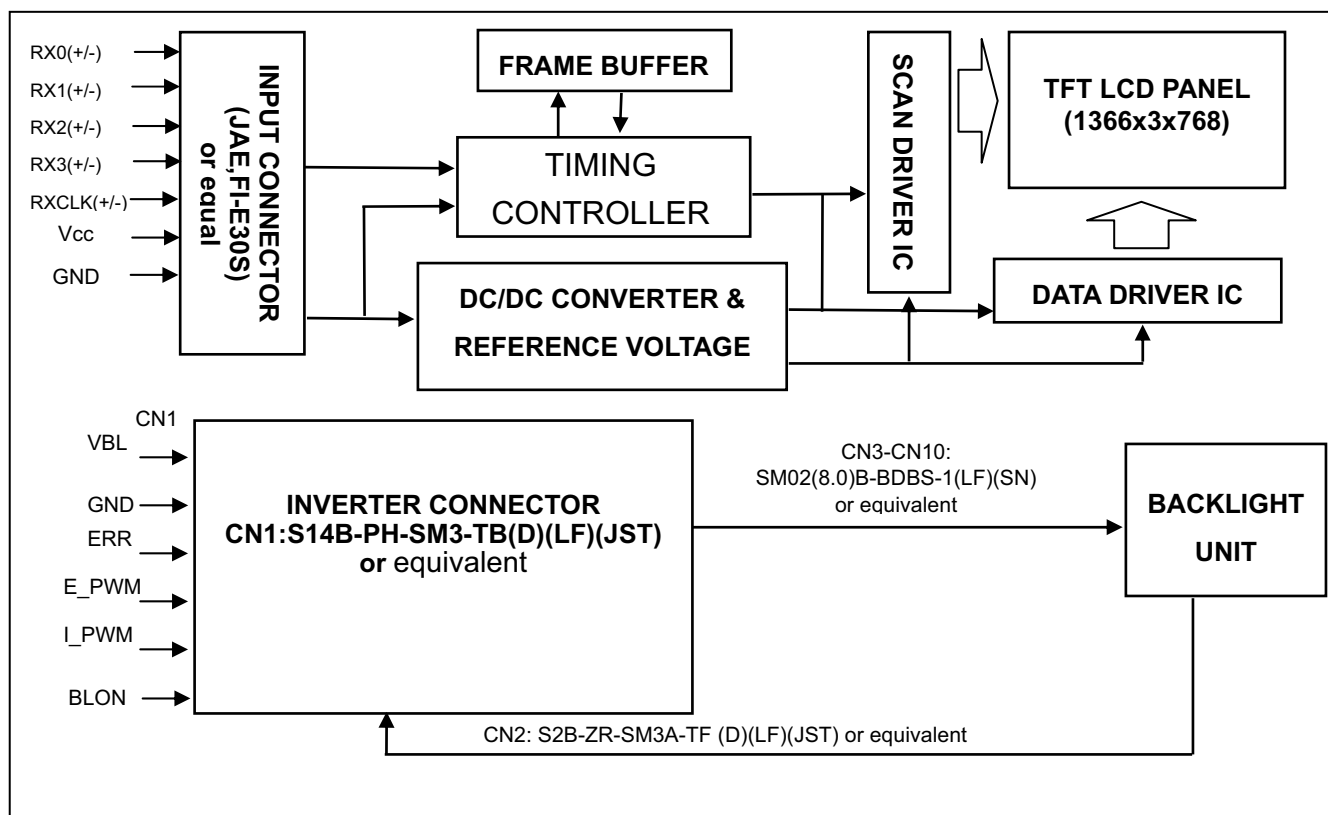 RX0(+/-)
RX1(+/-)
RX2(+/-)
RX3(+/-)
RXCLK(+/-)
Vcc
GND
INPUT CONNECTOR
(JAE,FI-E30S)
or equal
FRAME BUFFER
TIMING
CONTROLLER
DC/DC CONVERTER &
REFERENCE VOLTAGE
SCAN DRIVER IC
TFT LCD PANEL
(1366x3x768)
DATA DRIVER IC
CN1
VBL
GND
ERR
E_PWM
I_PWM
BLON
INVERTER CONNECTOR
CN1:S14B-PH-SM3-TB(D)(LF)(JST)
or equivalent
CN3-CN10:
SM02(8.0)B-BDBS-1(LF)(SN)
or equivalent
BACKLIGHT
UNIT
CN2: S2B-ZR-SM3A-TF (D)(LF)(JST) or equivalent